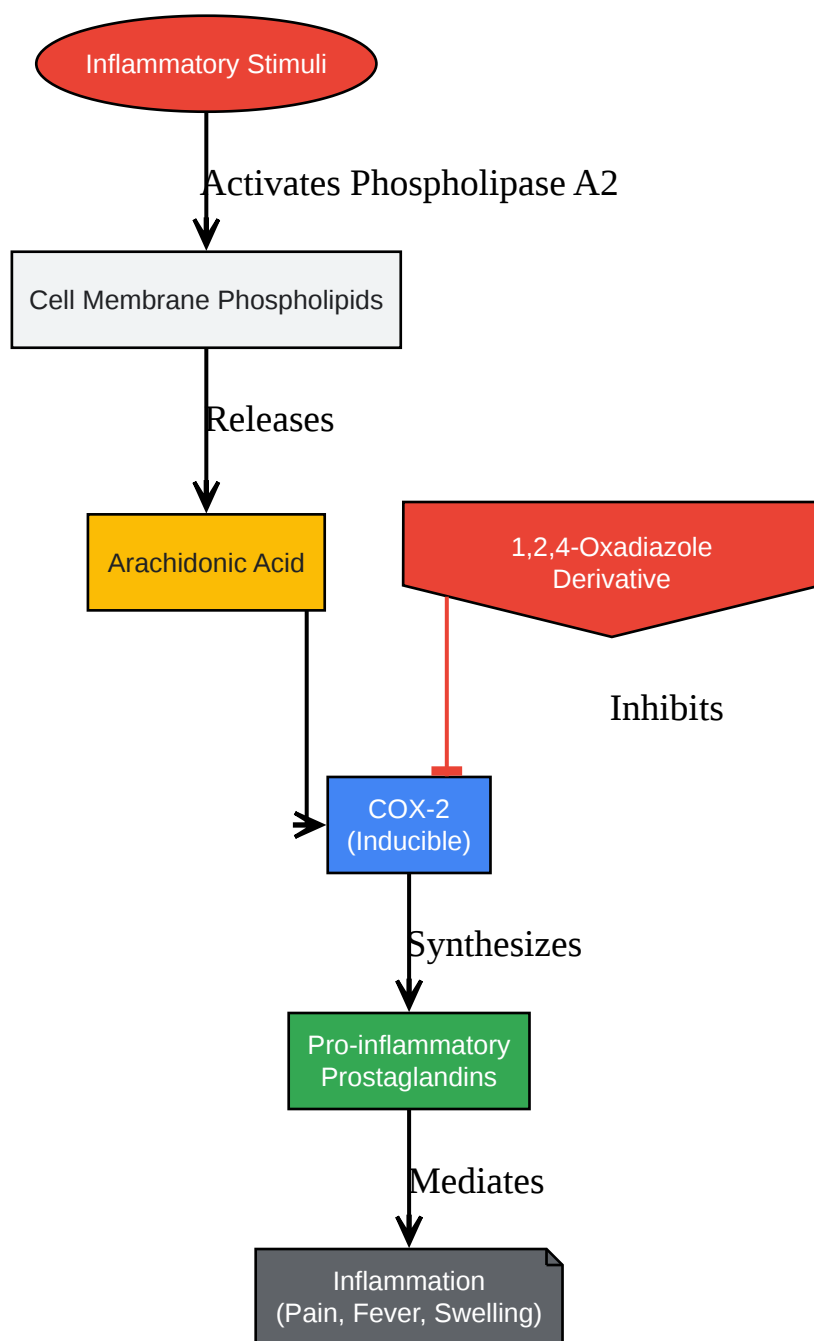 Inflammatory Stimuli
Activates Phospholipase A2
Cell Membrane Phospholipids
Releases
Arachidonic Acid
1,2,4-Oxadiazole
Derivative
Inhibits
COX-2
(Inducible)
Synthesizes
Pro-inflammatory
Prostaglandins
Mediates
Inflammation
(Pain, Fever, Swelling)